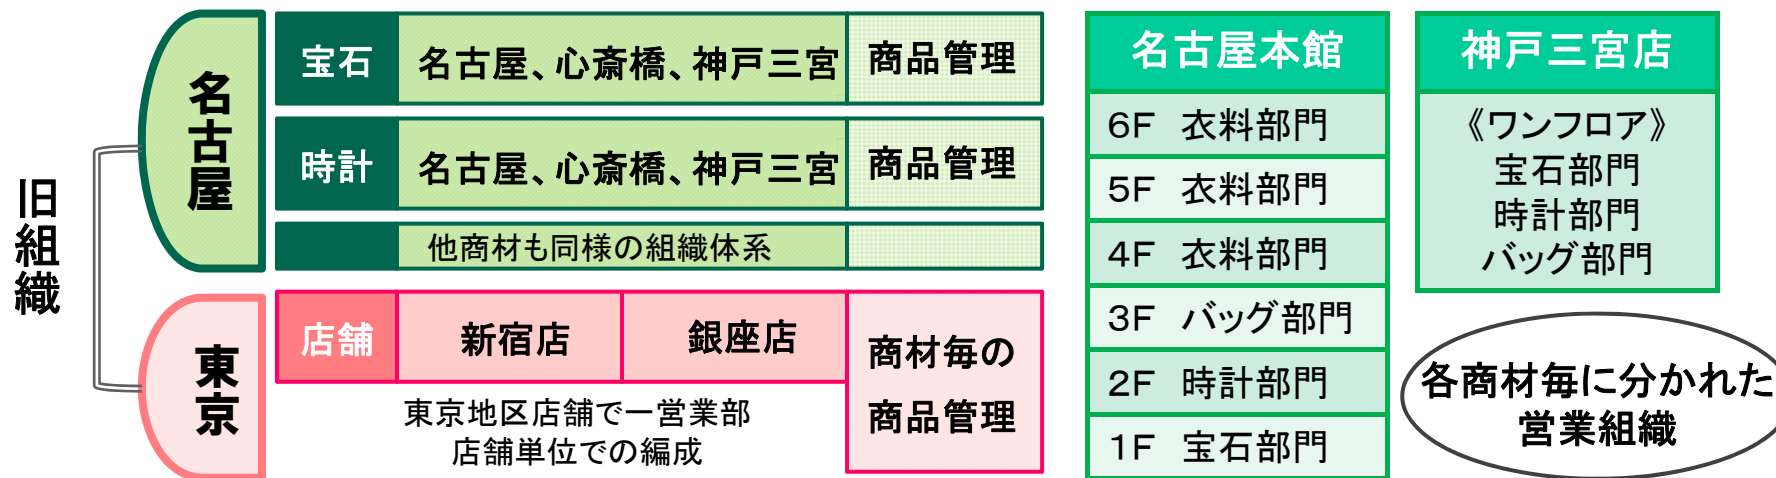 旧組織
名古屋
宝石
名古屋、心斎橋、神戸三宮
商品管理
時計
名古屋、心斎橋、神戸三宮
商品管理
他商材も同様の組織体系
東京
店舗
新宿店
銀座店
商材毎の
商品管理
東京地区店舗で一営業部
店舗単位での編成
名古屋本館
6F 衣料部門
5F 衣料部門
4F 衣料部門
3F バッグ部門
2F 時計部門
1F 宝石部門
神戸三宮店
《ワンフロア》
宝石部門
時計部門
バッグ部門
各商材毎に分かれた
営業組織